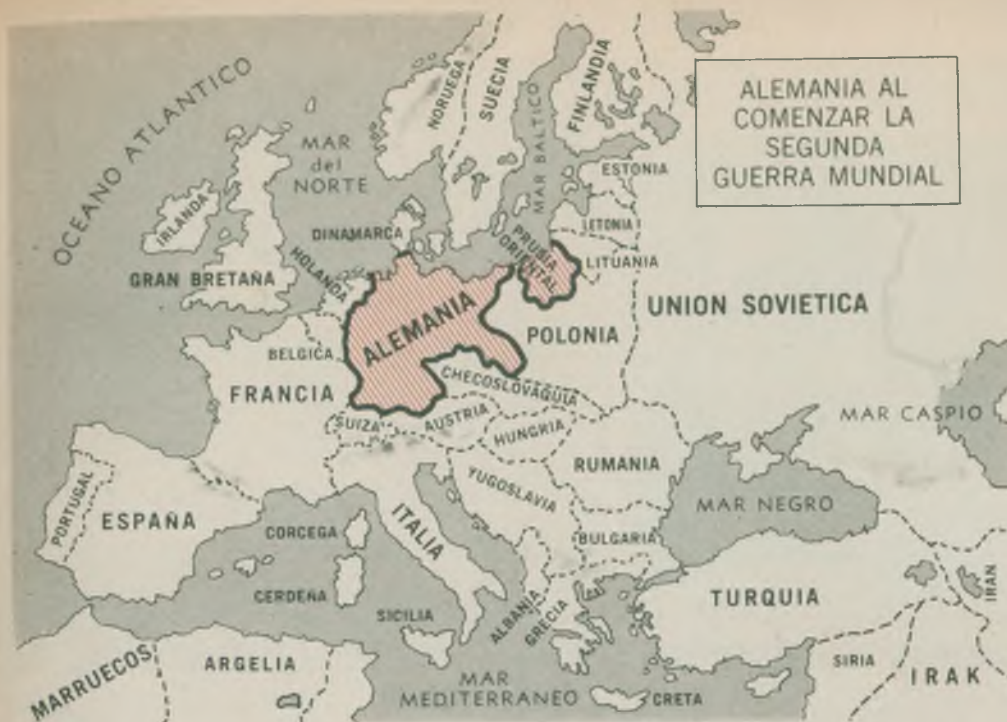 ALEMANIA AL
COMENZAR LA
SEGUNDA
GUERRA MUNDIAL
OCEANO ATLANTICO
MAR
del
NORTE
NORUEGA
SUECIA
MAR BALTICO
FINLANDIA
ESTONIA
LETONIA
LITUANIA
IRLANDA
GRAN BRETAÑA
DINAMARCA
HOLANDA
PRUSIA
ORIENTAL
ALEMANIA
POLONIA
UNION SOVIETICA
BELGICA
FRANCIA
CHECOSLOVAQUIA
SUIZA
AUSTRIA
HUNGRIA
RUMANIA
MAR CASPIO
PORTUGAL
ESPAÑA
CORCEGA
ITALIA
YUGOSLAVIA
BULGARIA
MAR NEGRO
CERDEÑA
SICILIA
ALBANIA
GRECIA
TURQUIA
IRAN
MARRUECOS
ARGELIA
MAR
MEDITERRANEO
CRETA
SIRIA
IRAK